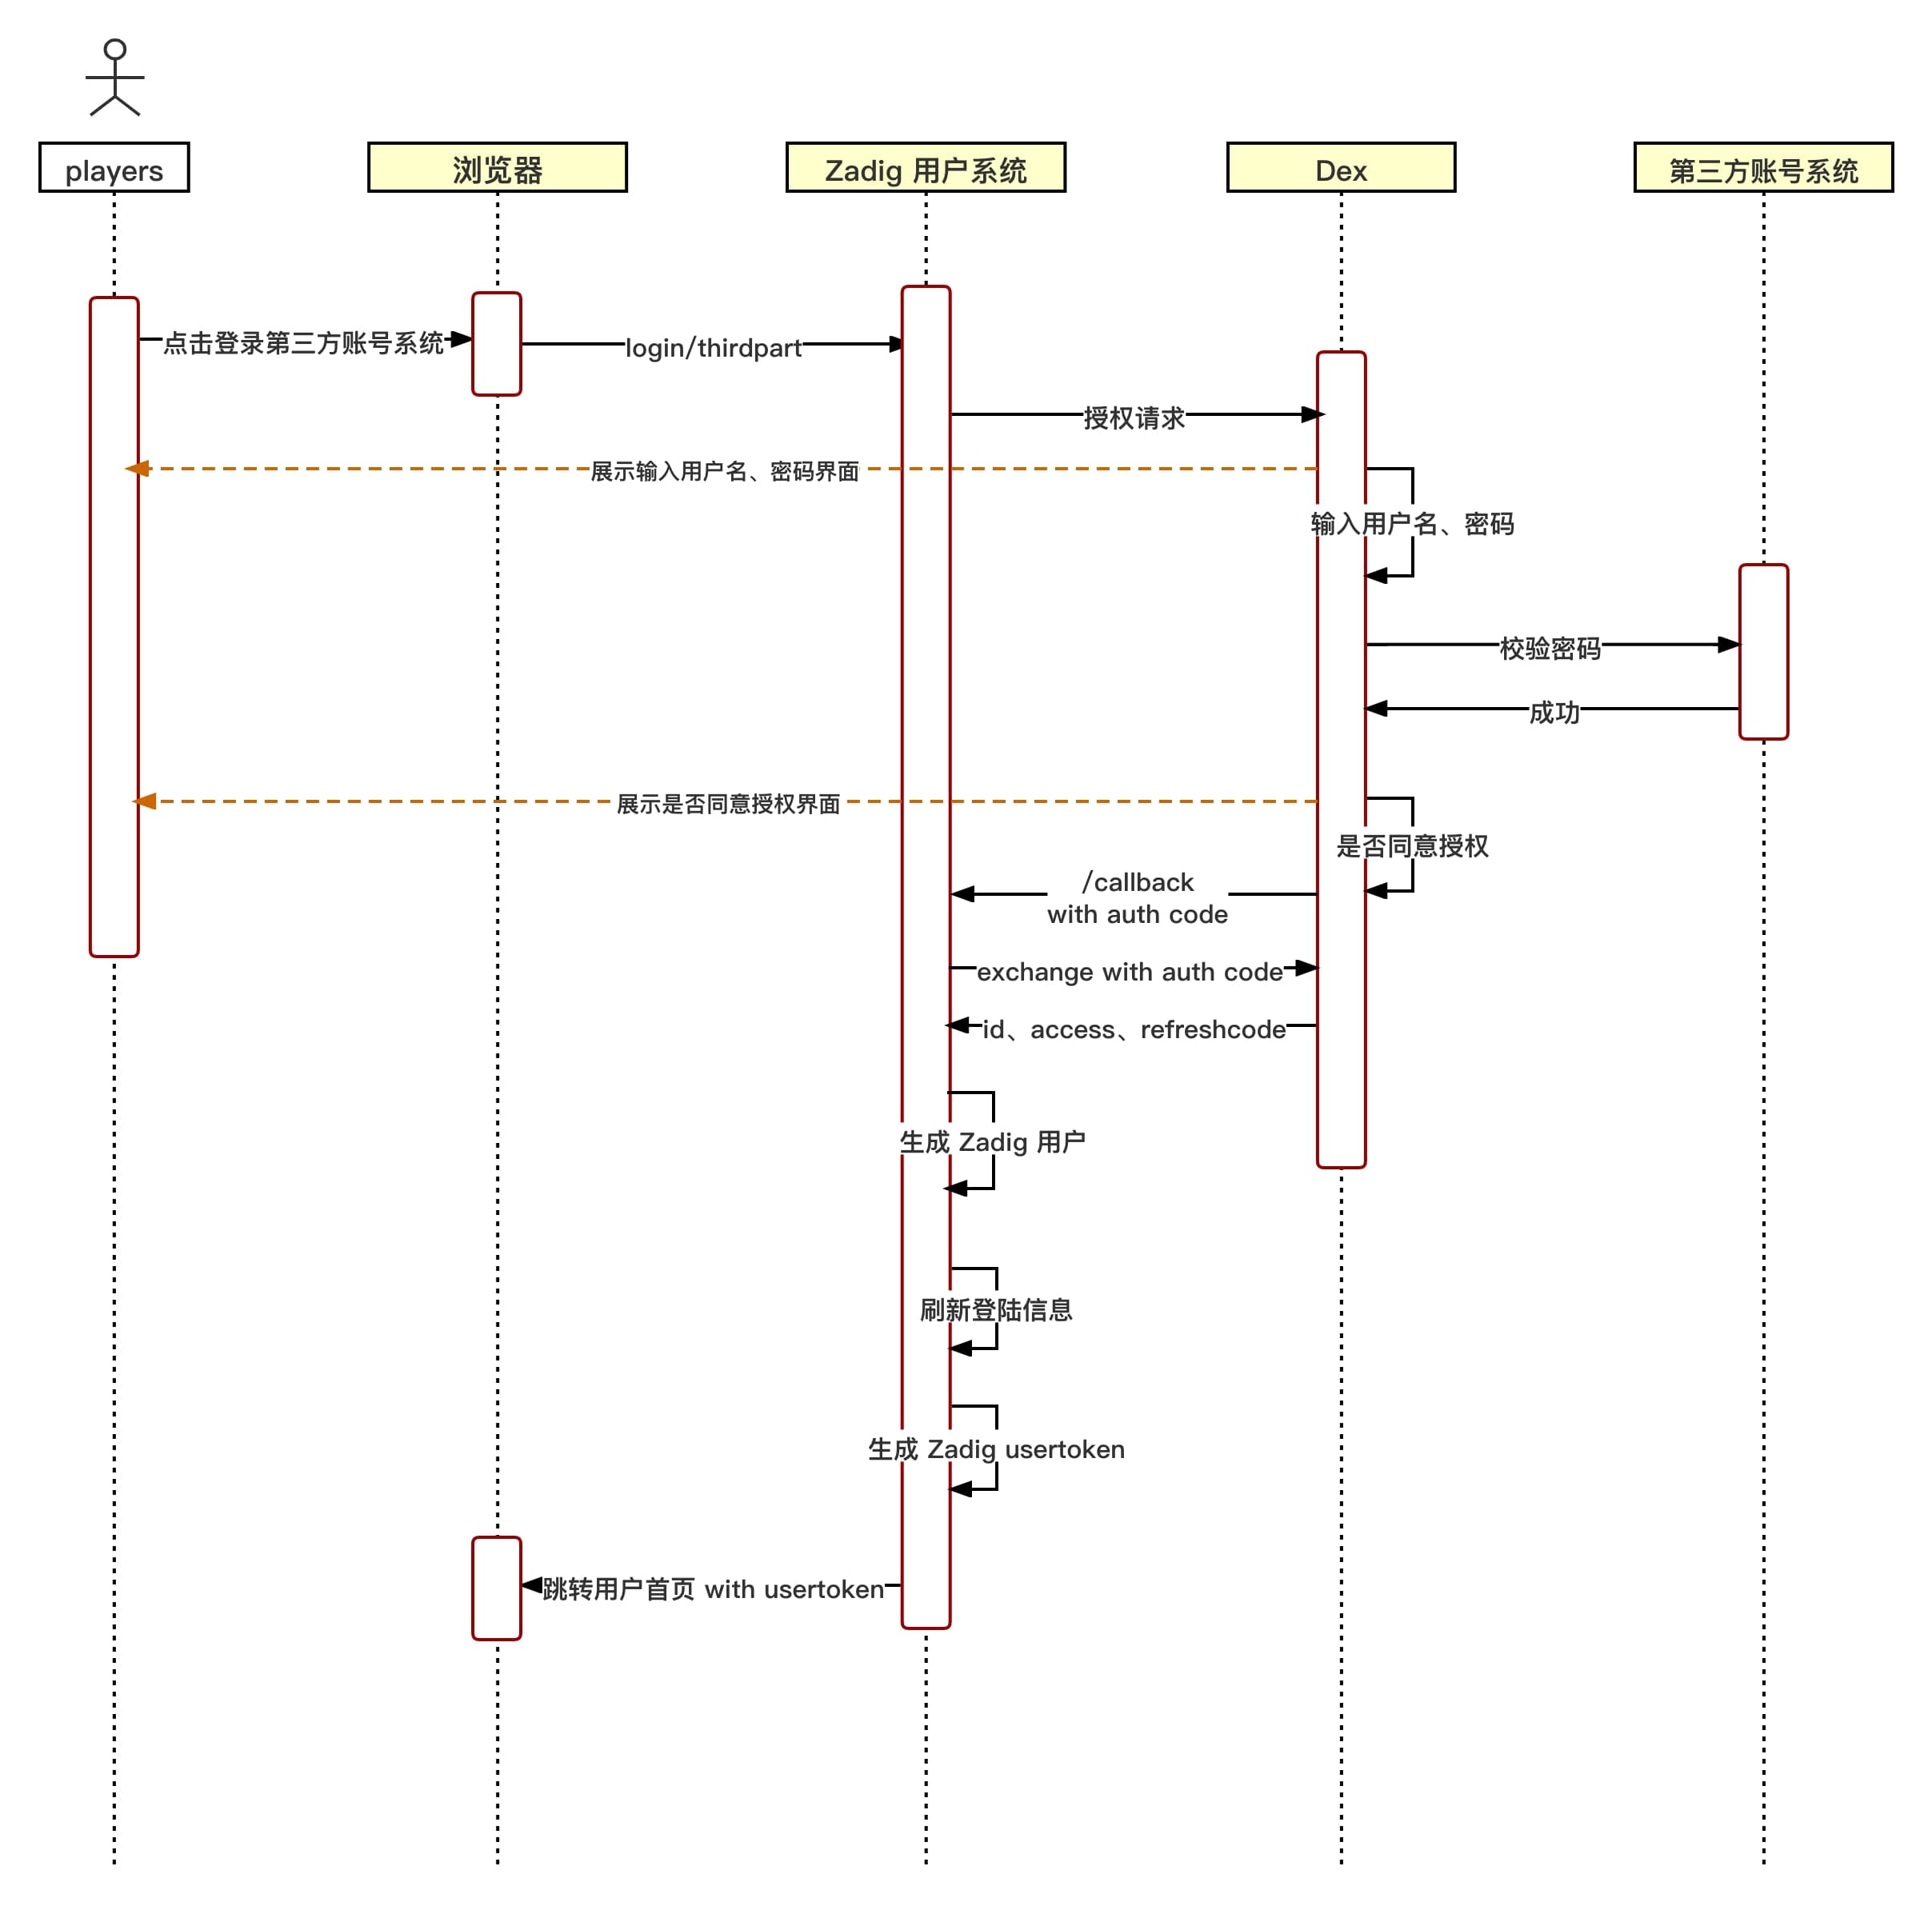 players
浏览器
Zadig 用户系统
Dex
第三方账号系统
点击登录第三方账号系统
login/thirdpart
授权请求
展示输入用户名、密码界面
输入用户名、密码
校验密码
成功
展示是否同意授权界面
是否同意授权
/callback
with auth code
exchange with auth code
id、access、refreshcode
生成 Zadig 用户
刷新登陆信息
生成 Zadig usertoken
跳转用户首页 with usertoken